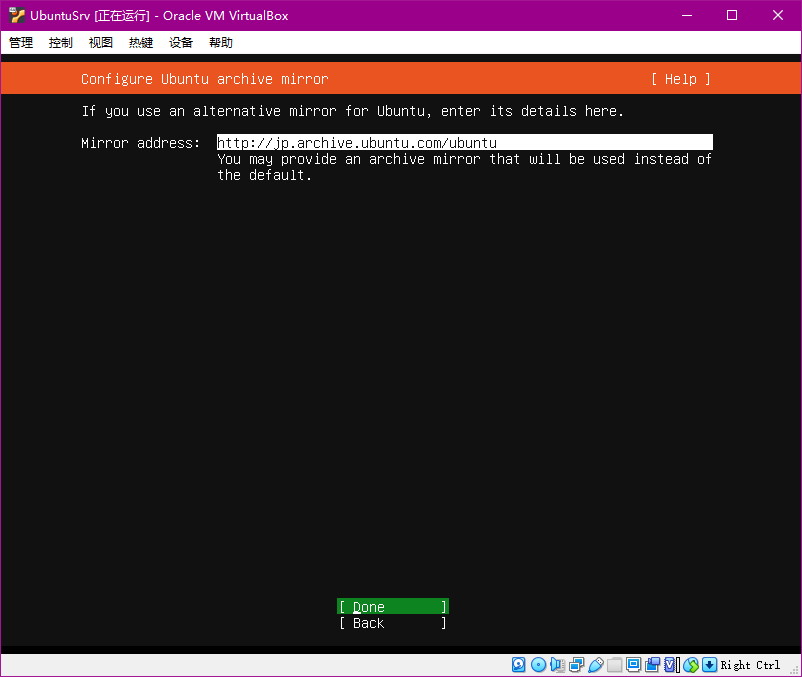 UbuntuSrv [正在运行] - Oracle VM VirtualBox
管理 控制 视图 热键 设备 帮助
Configure Ubuntu archive mirror [ Help ]
If you use an alternative mirror for Ubuntu, enter its details here.
Mirror address: http://jp.archive.ubuntu.com/ubuntu
You may provide an archive mirror that will be used instead of
the default.
[ Done ]
[ Back ]
Right Ctrl